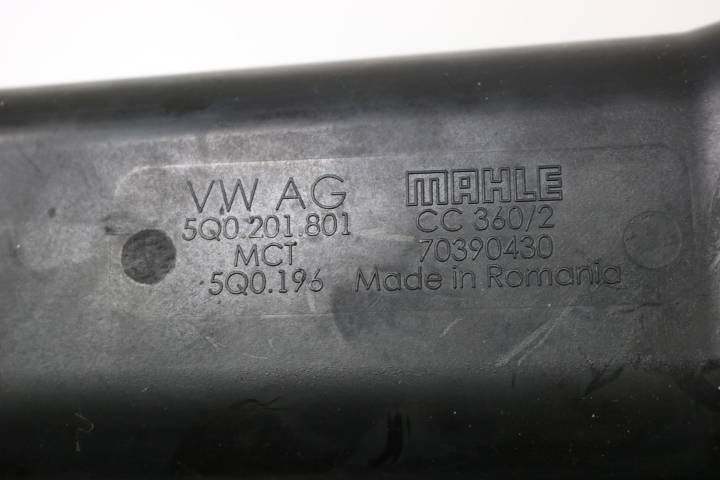 VW AG
5Q0.201.801
MCT
5Q0.196
MAHLE
CC 360/2
70390430
Made in Romania